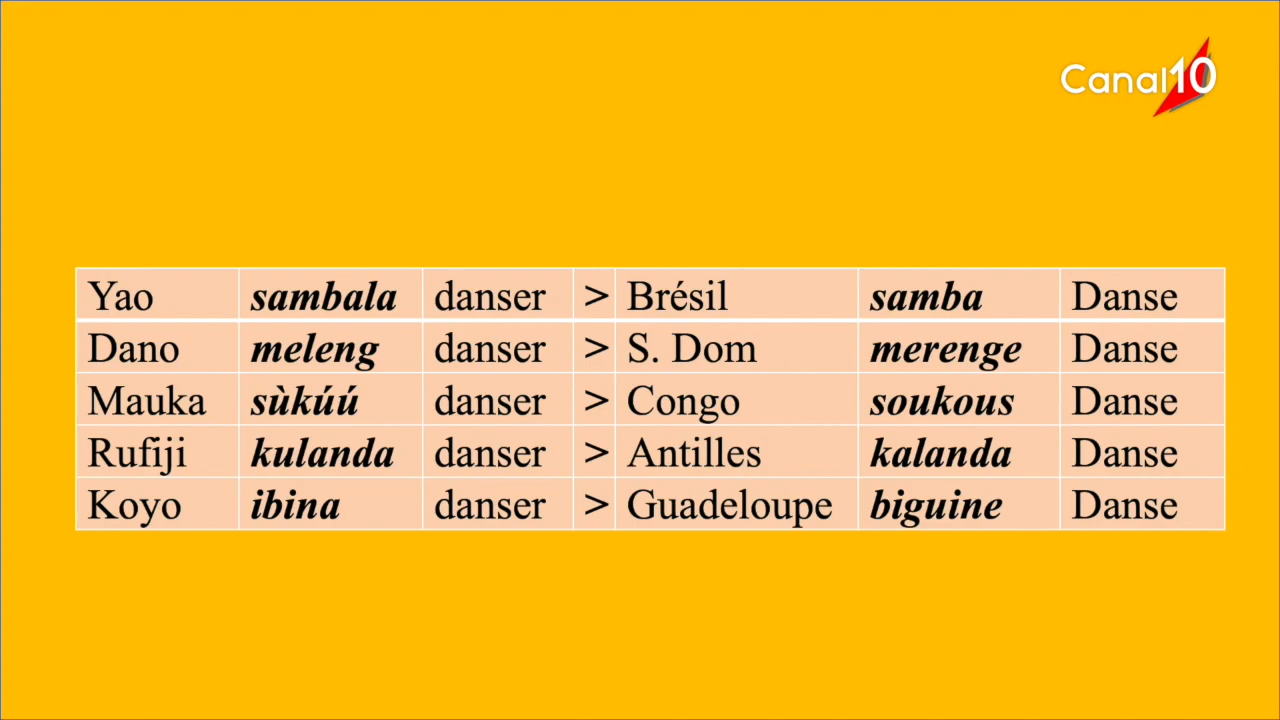 Canal10
Yao sambala danser > Brésil samba Danse
Dano meleng danser > S. Dom merenge Danse
Mauka sùkúú danser > Congo soukous Danse
Rufiji kulanda danser > Antilles kalanda Danse
Koyo ibina danser > Guadeloupe biguine Danse